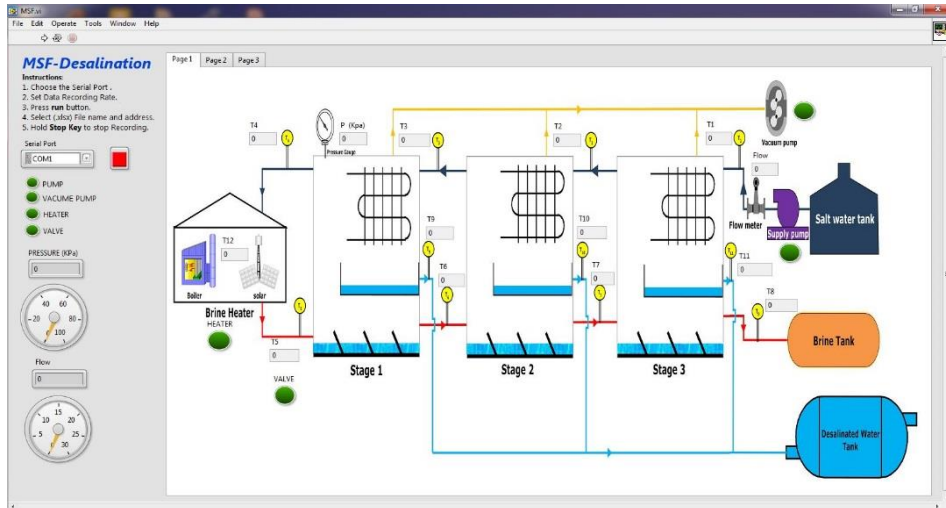 MSF.vi
File Edit Operate Tools Window Help
MSF-Desalination
Instructions:
1. Choose the Serial Port .
2. Set Data Recording Rate.
3. Press run button.
4. Select (.xlsx) File name and address.
5. Hold Stop Key to stop Recording.
Serial Port
COM1
PUMP
VACUME PUMP
HEATER
VALVE
PRESSURE (KPa)
0
40 60
20 80
0 100
Flow
0
15
10 20
5 25
0 30
Page 1 Page 2 Page 3
T4
0
P (Kpa)
0
Pressure Guage
T3
0
T2
0
T1
0
Vacuum pump
Flow
0
Flow meter
Supply pump
Salt water tank
T12
0
Boiler
solar
Brine Heater
HEATER
T5
0
VALVE
T9
0
T6
0
T10
0
T7
0
T11
0
T8
0
Stage 1
Stage 2
Stage 3
Brine Tank
Desalinated Water
Tank